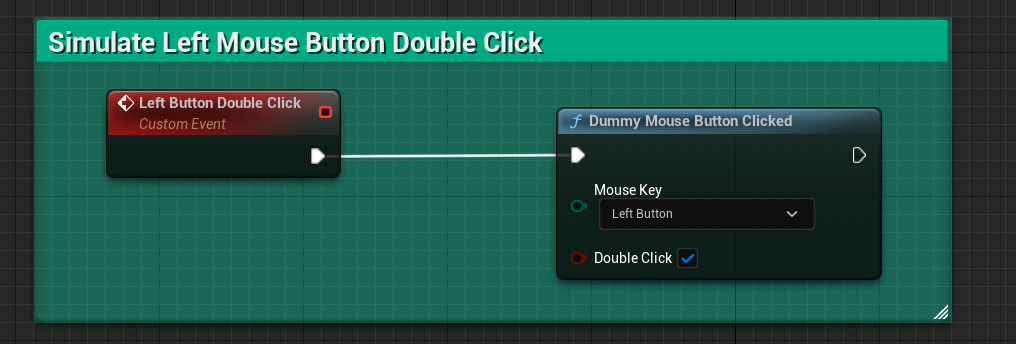 Simulate Left Mouse Button Double Click
Left Button Double Click
Custom Event
Dummy Mouse Button Clicked
Mouse Key
Left Button
Double Click